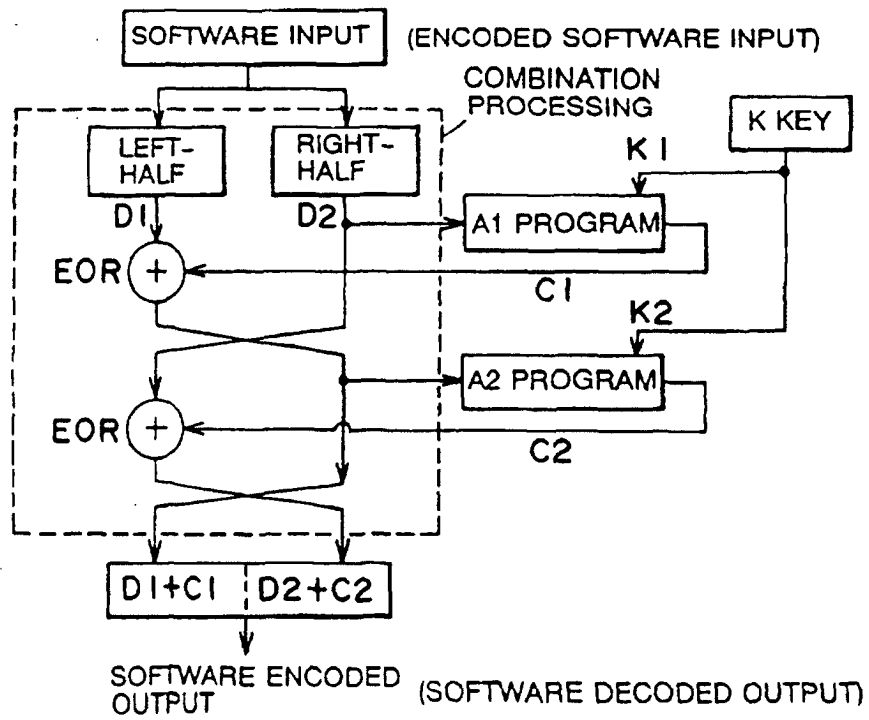 SOFTWARE INPUT
(ENCODED SOFTWARE INPUT)
COMBINATION
PROCESSING
K KEY
LEFT-
HALF
RIGHT-
HALF
K1
D1
D2
A1 PROGRAM
EOR
+
C1
K2
A2 PROGRAM
EOR
+
C2
D1+C1
D2+C2
SOFTWARE ENCODED
OUTPUT
(SOFTWARE DECODED OUTPUT)